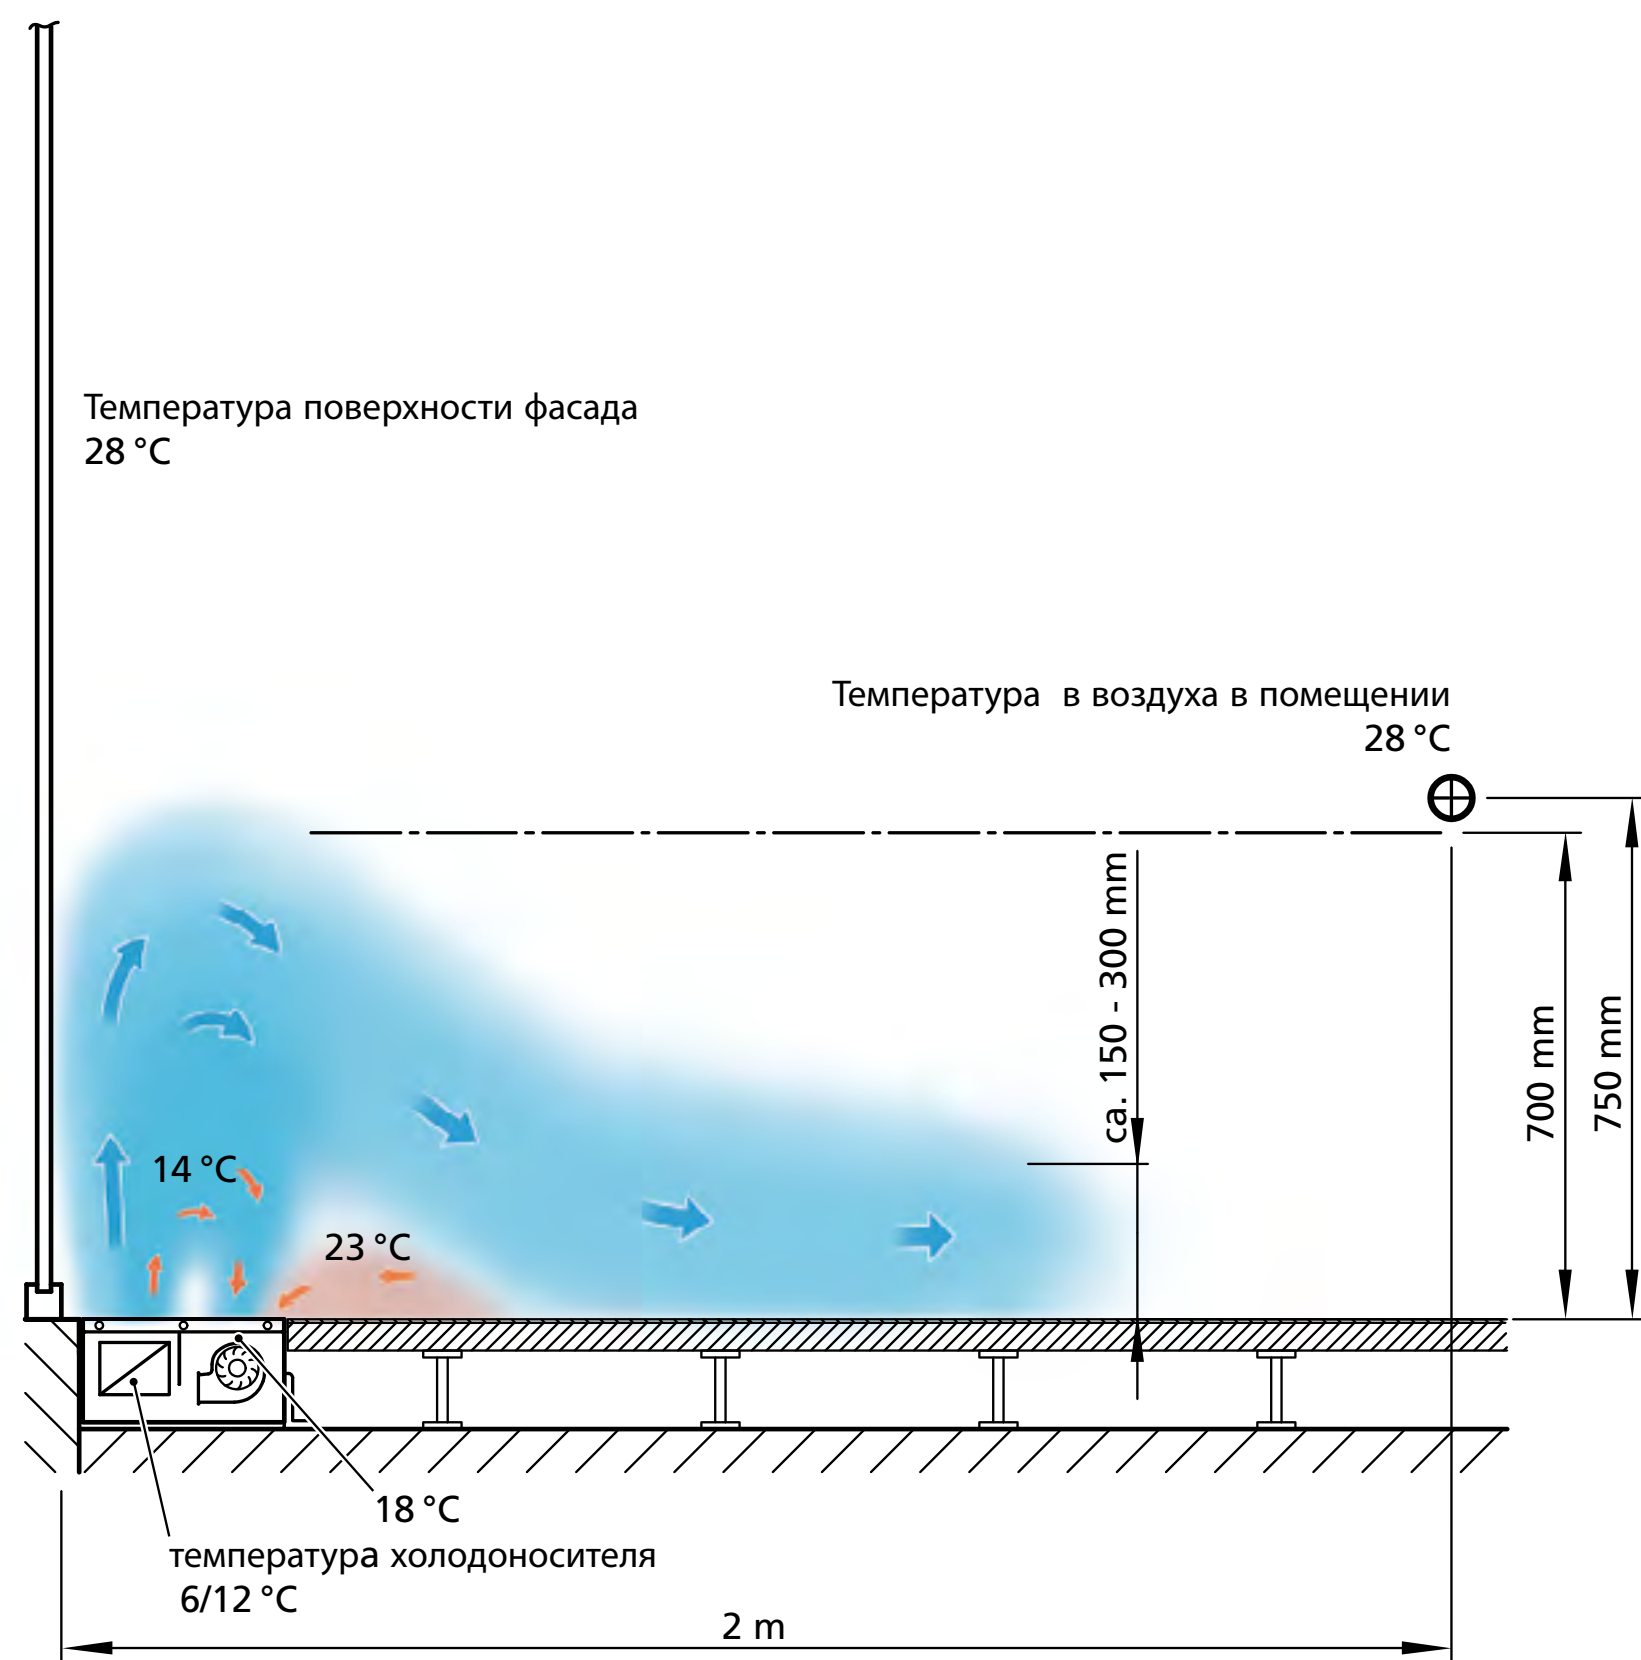 Температура поверхности фасада
28 °C
Температура в воздуха в помещении
28 °C
ca. 150 - 300 mm
700 mm
750 mm
14 °C
23 °C
18 °C
температура холодоносителя
6/12 °C
2 m